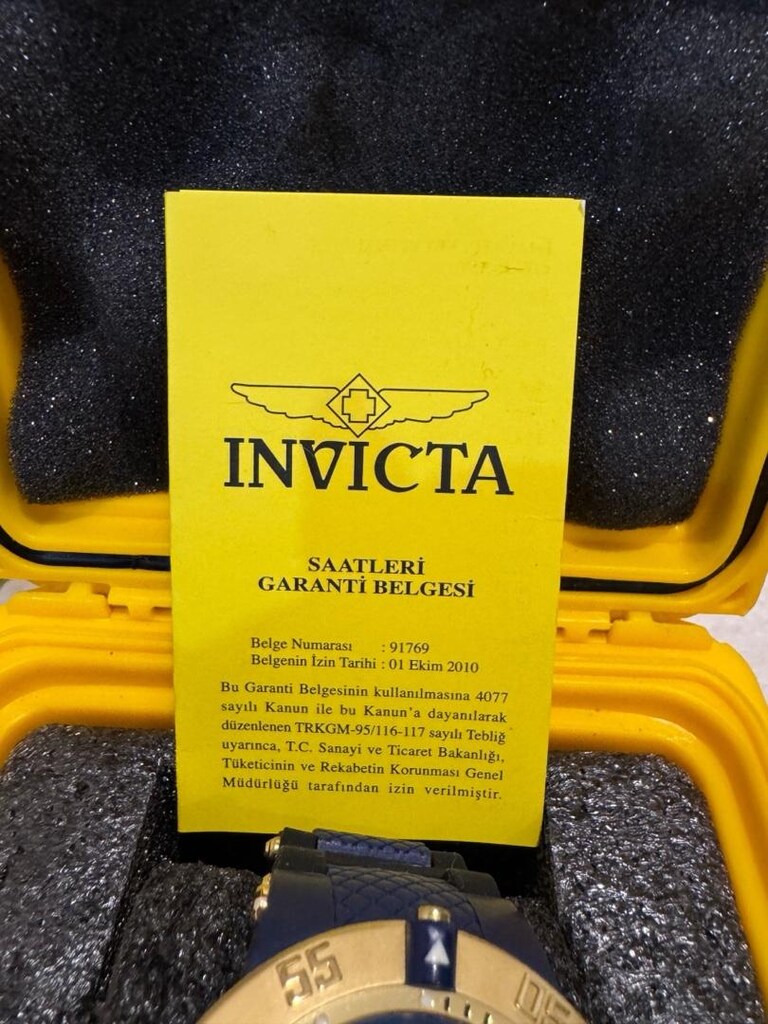 INVICTA
SAATLERİ
GARANTİ BELGESİ
Belge Numarası : 91769
Belgenin İzin Tarihi : 01 Ekim 2010
Bu Garanti Belgesinin kullanılmasına 4077
sayılı Kanun ile bu Kanun'a dayanılarak
düzenlenen TRKGM-95/116-117 sayılı Tebliğ
uyarınca, T.C. Sanayi ve Ticaret Bakanlığı,
Tüketicinin ve Rekabetin Korunması Genel
Müdürlüğü tarafından izin verilmiştir.
55 05